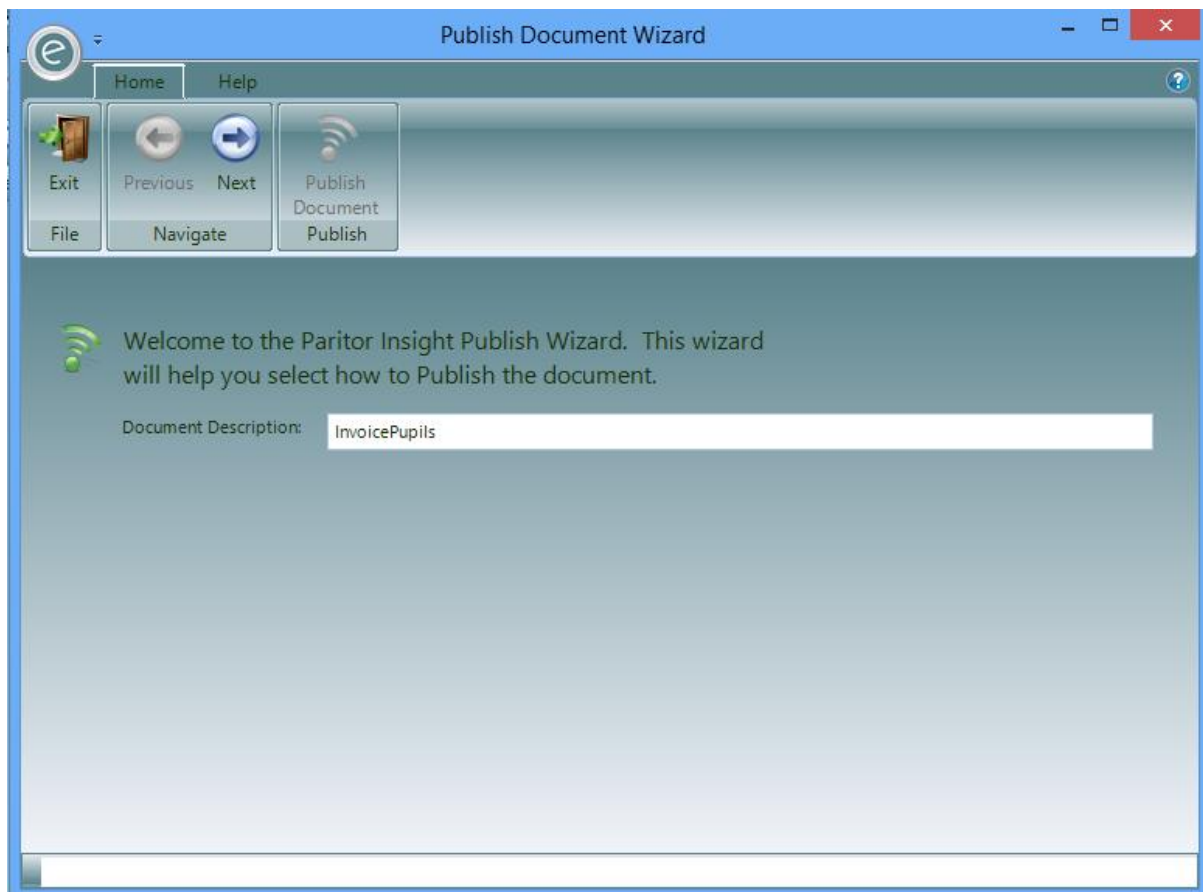 e
Publish Document Wizard
Home Help
Exit Previous Next Publish
Document
File Navigate Publish
Welcome to the Paritor Insight Publish Wizard. This wizard
will help you select how to Publish the document.
Document Description: InvoicePupils